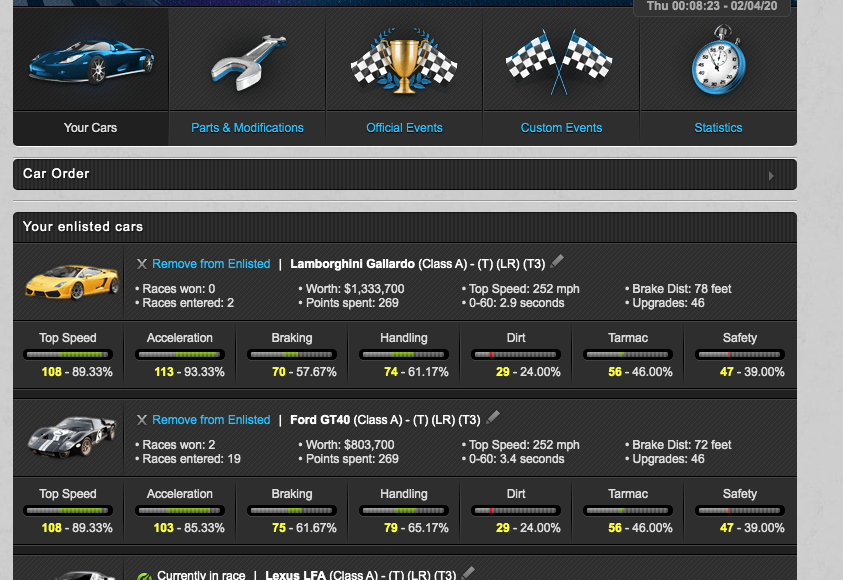 Thu 00:08:23 - 02/04/20
Your Cars
Parts & Modifications
Official Events
Custom Events
Statistics
Car Order
Your enlisted cars
X Remove from Enlisted | Lamborghini Gallardo (Class A) - (T) (LR) (T3)
• Races won: 0 • Worth: $1,333,700 • Top Speed: 252 mph • Brake Dist: 78 feet
• Races entered: 2 • Points spent: 269 • 0-60: 2.9 seconds • Upgrades: 46
Top Speed Acceleration Braking Handling Dirt Tarmac Safety
108 - 89.33% 113 - 93.33% 70 - 57.67% 74 - 61.17% 29 - 24.00% 56 - 46.00% 47 - 39.00%
X Remove from Enlisted | Ford GT40 (Class A) - (T) (LR) (T3)
• Races won: 2 • Worth: $803,700 • Top Speed: 252 mph • Brake Dist: 72 feet
• Races entered: 19 • Points spent: 269 • 0-60: 3.4 seconds • Upgrades: 46
Top Speed Acceleration Braking Handling Dirt Tarmac Safety
108 - 89.33% 103 - 85.33% 75 - 61.67% 79 - 65.17% 29 - 24.00% 56 - 46.00% 47 - 39.00%
Currently in race | Lexus LFA (Class A) - (T) (LR) (T3)